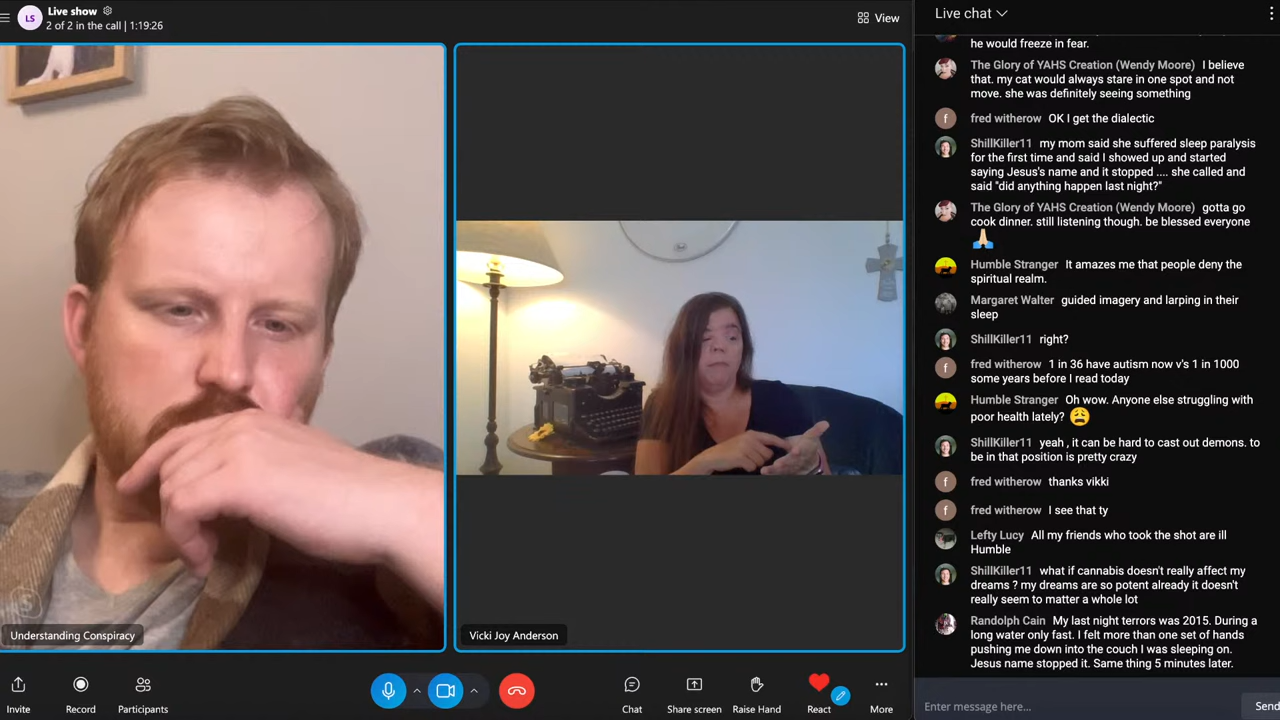 LS
Live show
2 of 2 in the call | 1:19:26
View
Understanding Conspiracy
Vicki Joy Anderson
Invite
Record
Participants
Chat
Share screen
Raise Hand
React
More
Live chat
he would freeze in fear.
The Glory of YAHS Creation (Wendy Moore) I believe
that. my cat would always stare in one spot and not
move. she was definitely seeing something
f fred witherow OK I get the dialectic
ShillKiller11 my mom said she suffered sleep paralysis
for the first time and said I showed up and started
saying Jesus's name and it stopped .... she called and
said "did anything happen last night?"
The Glory of YAHS Creation (Wendy Moore) gotta go
cook dinner. still listening though. be blessed everyone
🙏
Humble Stranger It amazes me that people deny the
spiritual realm.
Margaret Walter guided imagery and larping in their
sleep
ShillKiller11 right?
f fred witherow 1 in 36 have autism now v's 1 in 1000
some years before I read today
Humble Stranger Oh wow. Anyone else struggling with
poor health lately? 😩
ShillKiller11 yeah , it can be hard to cast out demons. to
be in that position is pretty crazy
f fred witherow thanks vikki
f fred witherow I see that ty
Lefty Lucy All my friends who took the shot are ill
Humble
ShillKiller11 what if cannabis doesn't really affect my
dreams ? my dreams are so potent already it doesn't
really seem to matter a whole lot
Randolph Cain My last night terrors was 2015. During a
long water only fast. I felt more than one set of hands
pushing me down into the couch I was sleeping on.
Jesus name stopped it. Same thing 5 minutes later.
Enter message here...
Send